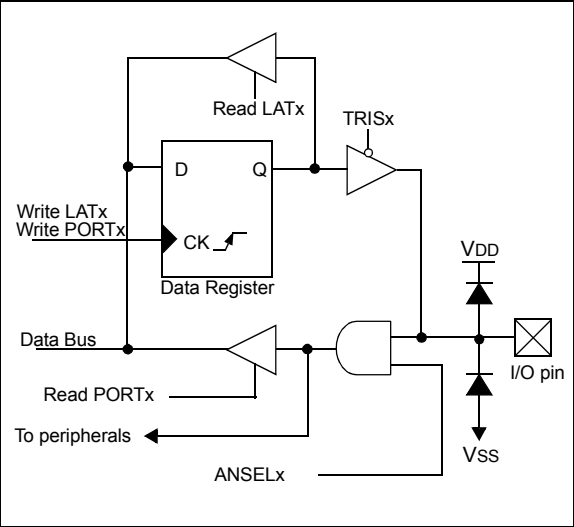 Read LATx
TRISx
D
Q
Write LATx
Write PORTx
CK
VDD
Data Register
Data Bus
I/O pin
Read PORTx
To peripherals
VSS
ANSELx